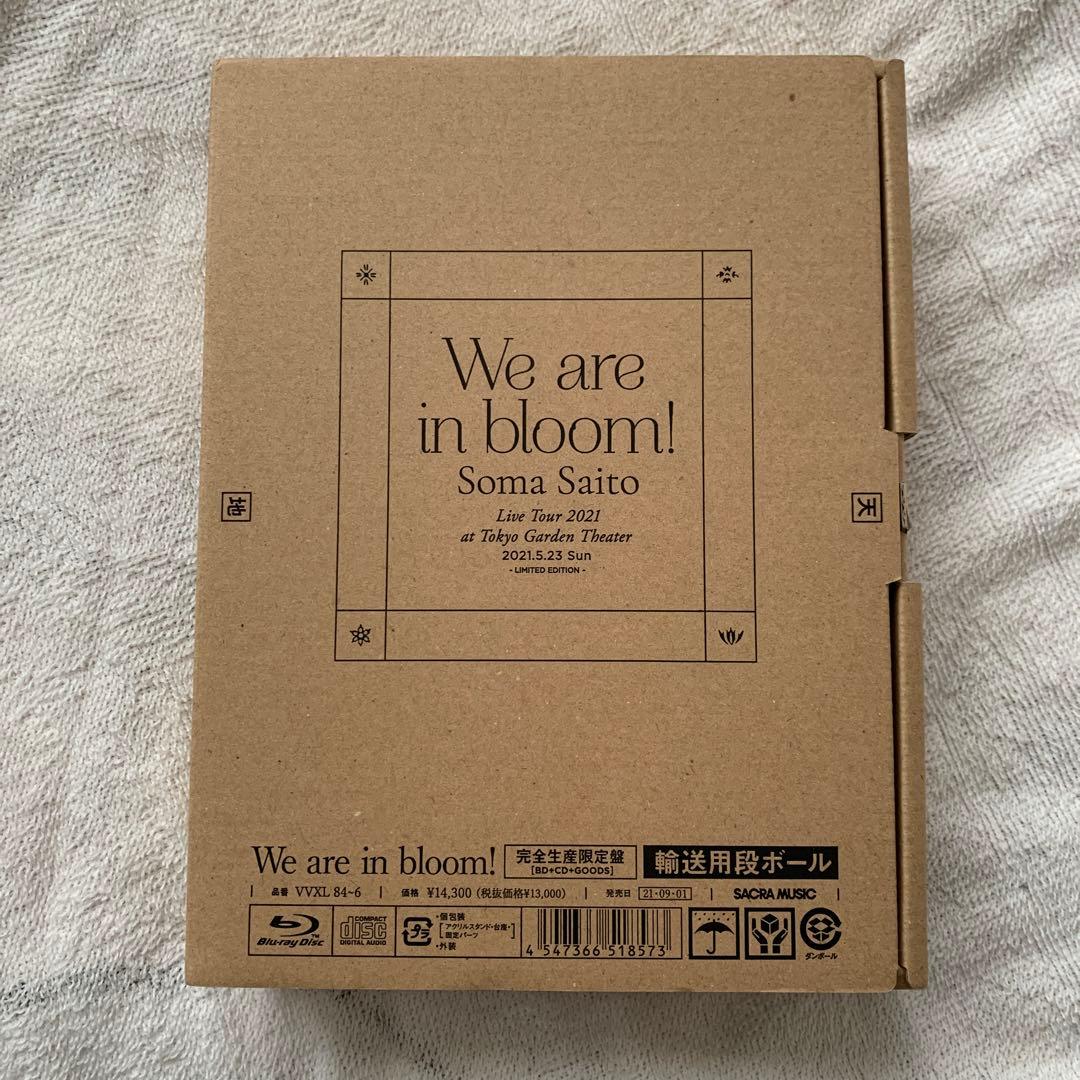 We are
in bloom!
Soma Saito
Live Tour 2021
at Tokyo Garden Theater
2021.5.23 Sun
- LIMITED EDITION -
地
天
We are in bloom!
完全生産限定盤
[BD+CD+GOODS]
輸送用段ボール
| 品番 VVXL 84~6 | 価格 ¥14,300 (税抜価格¥13,000) | 発売日 21・09・01 | SACRA MUSIC |
Blu-ray Disc™
COMPACT
disc
DIGITAL AUDIO
プラ
・個包装
[アクリルスタンド・台座・
固定パーツ]
・外装
4 547366 518573
ダンボール